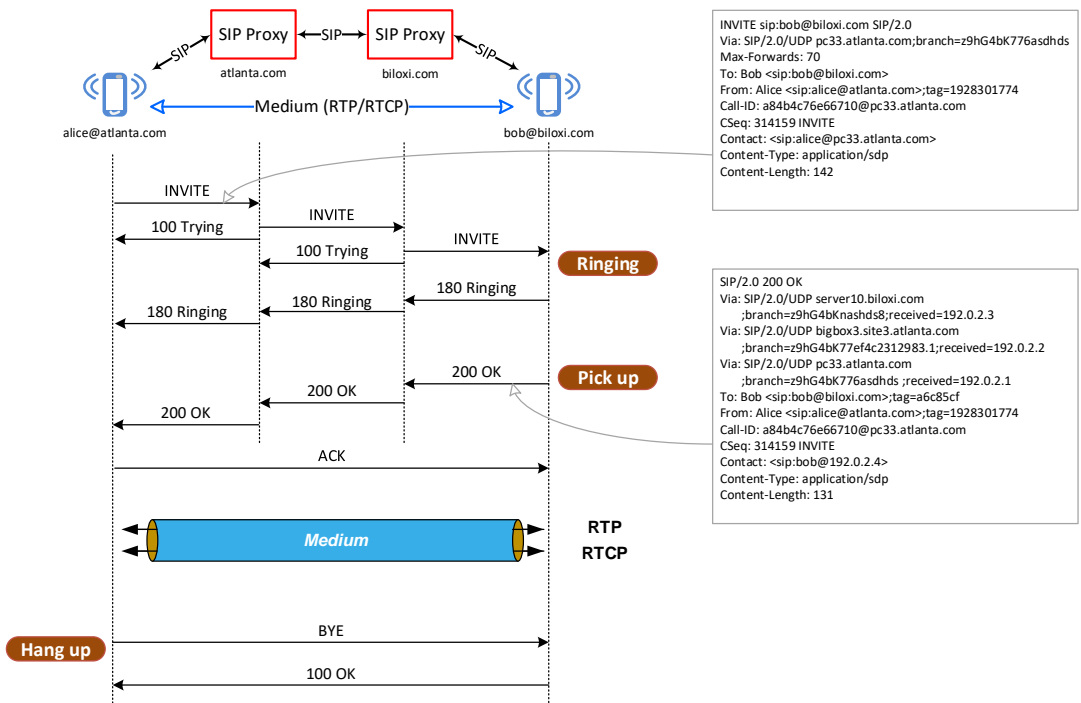 SIP Proxy
SIP
SIP Proxy
SIP
SIP
atlanta.com
biloxi.com
Medium (RTP/RTCP)
alice@atlanta.com
bob@biloxi.com
INVITE sip:bob@biloxi.com SIP/2.0
Via: SIP/2.0/UDP pc33.atlanta.com;branch=z9hG4bK776asdhds
Max-Forwards: 70
To: Bob <sip:bob@biloxi.com>
From: Alice <sip:alice@atlanta.com>;tag=1928301774
Call-ID: a84b4c76e66710@pc33.atlanta.com
CSeq: 314159 INVITE
Contact: <sip:alice@pc33.atlanta.com>
Content-Type: application/sdp
Content-Length: 142
INVITE
100 Trying
INVITE
100 Trying
INVITE
Ringing
180 Ringing
180 Ringing
180 Ringing
200 OK
Pick up
200 OK
200 OK
SIP/2.0 200 OK
Via: SIP/2.0/UDP server10.biloxi.com
;branch=z9hG4bKnashds8;received=192.0.2.3
Via: SIP/2.0/UDP bigbox3.site3.atlanta.com
;branch=z9hG4bK77ef4c2312983.1;received=192.0.2.2
Via: SIP/2.0/UDP pc33.atlanta.com
;branch=z9hG4bK776asdhds ;received=192.0.2.1
To: Bob <sip:bob@biloxi.com>;tag=a6c85cf
From: Alice <sip:alice@atlanta.com>;tag=1928301774
Call-ID: a84b4c76e66710@pc33.atlanta.com
CSeq: 314159 INVITE
Contact: <sip:bob@192.0.2.4>
Content-Type: application/sdp
Content-Length: 131
ACK
Medium
RTP
RTCP
BYE
Hang up
100 OK